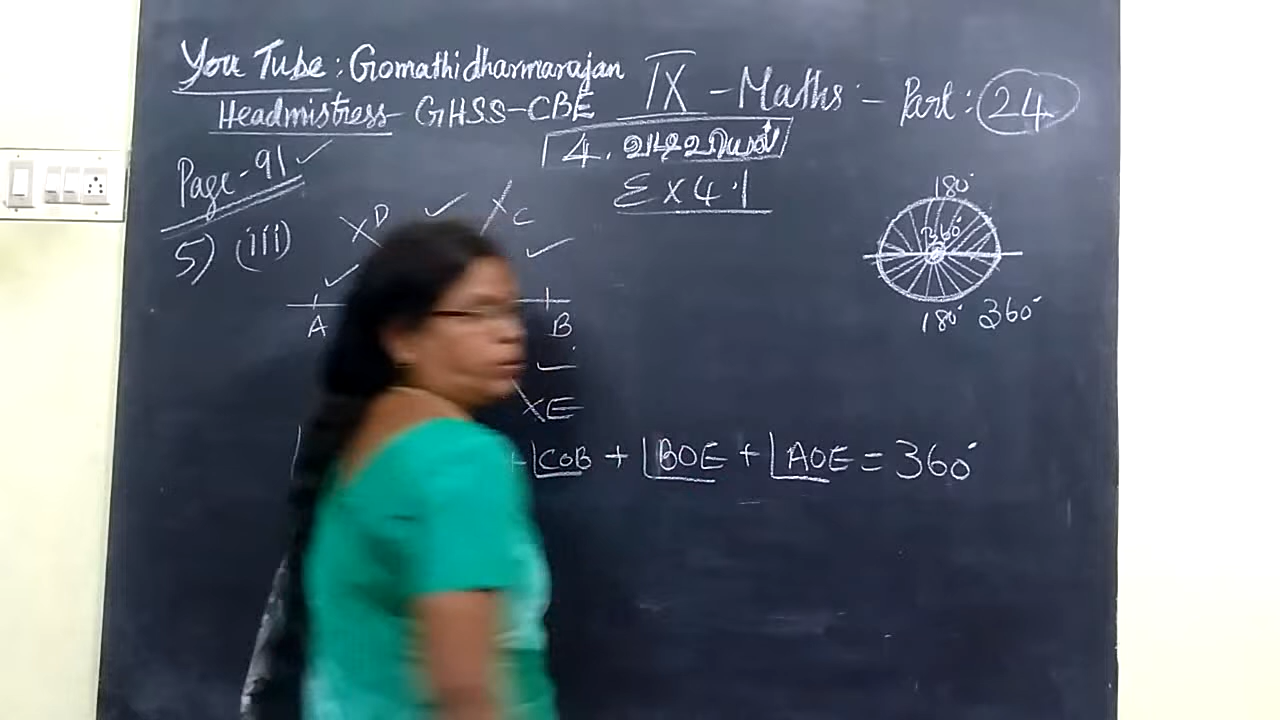 You Tube : Gomathidharmarajan
Headmistress - GHSS-CBE
IX - Maths - Part: 24
4. வடிவியல்
Ex 4.1
Page - 91
5) (iii)
D
C
A
B
E
180°
360°
180° 360°
+ ∠COB + ∠BOE + ∠AOE = 360°